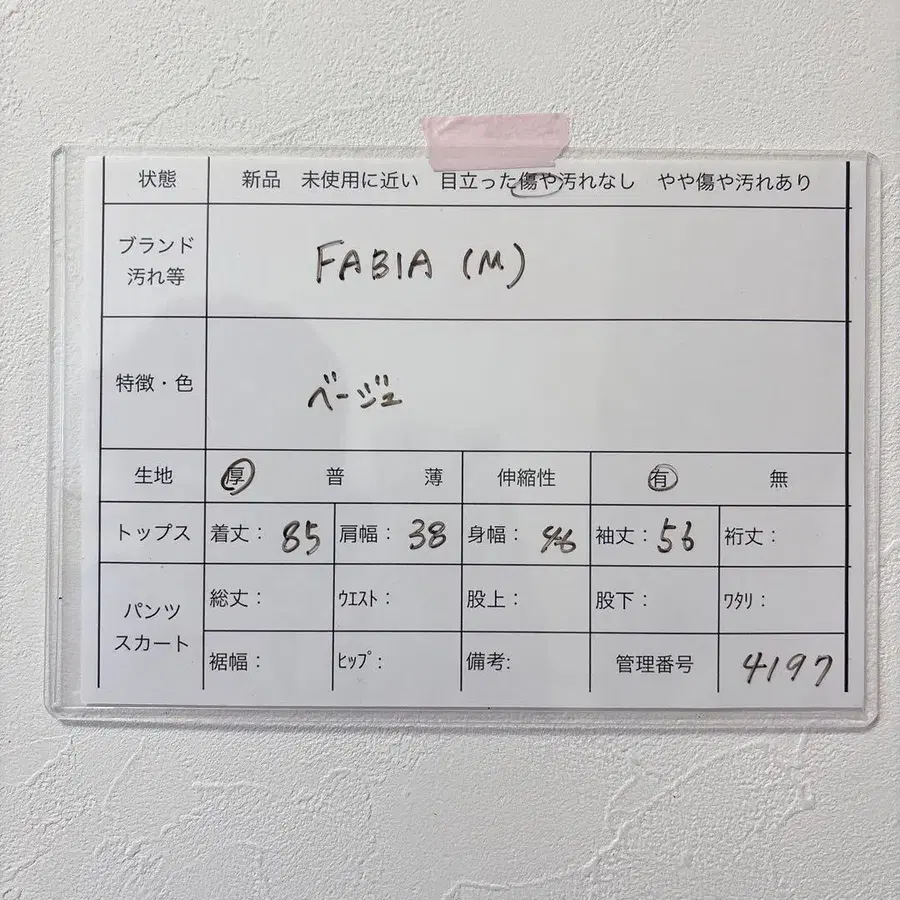 状態 新品 未使用に近い 目立った傷や汚れなし やや傷や汚れあり
ブランド
汚れ等
FABIA (M)
特徴・色
ベージュ
生地 厚 普 薄 伸縮性 有 無
トップス 着丈: 85 肩幅: 38 身幅: 46 袖丈: 56 裄丈:
パンツ
スカート
総丈: ウエスト: 股上: 股下: ワタリ:
裾幅: ヒップ: 備考: 管理番号 4197